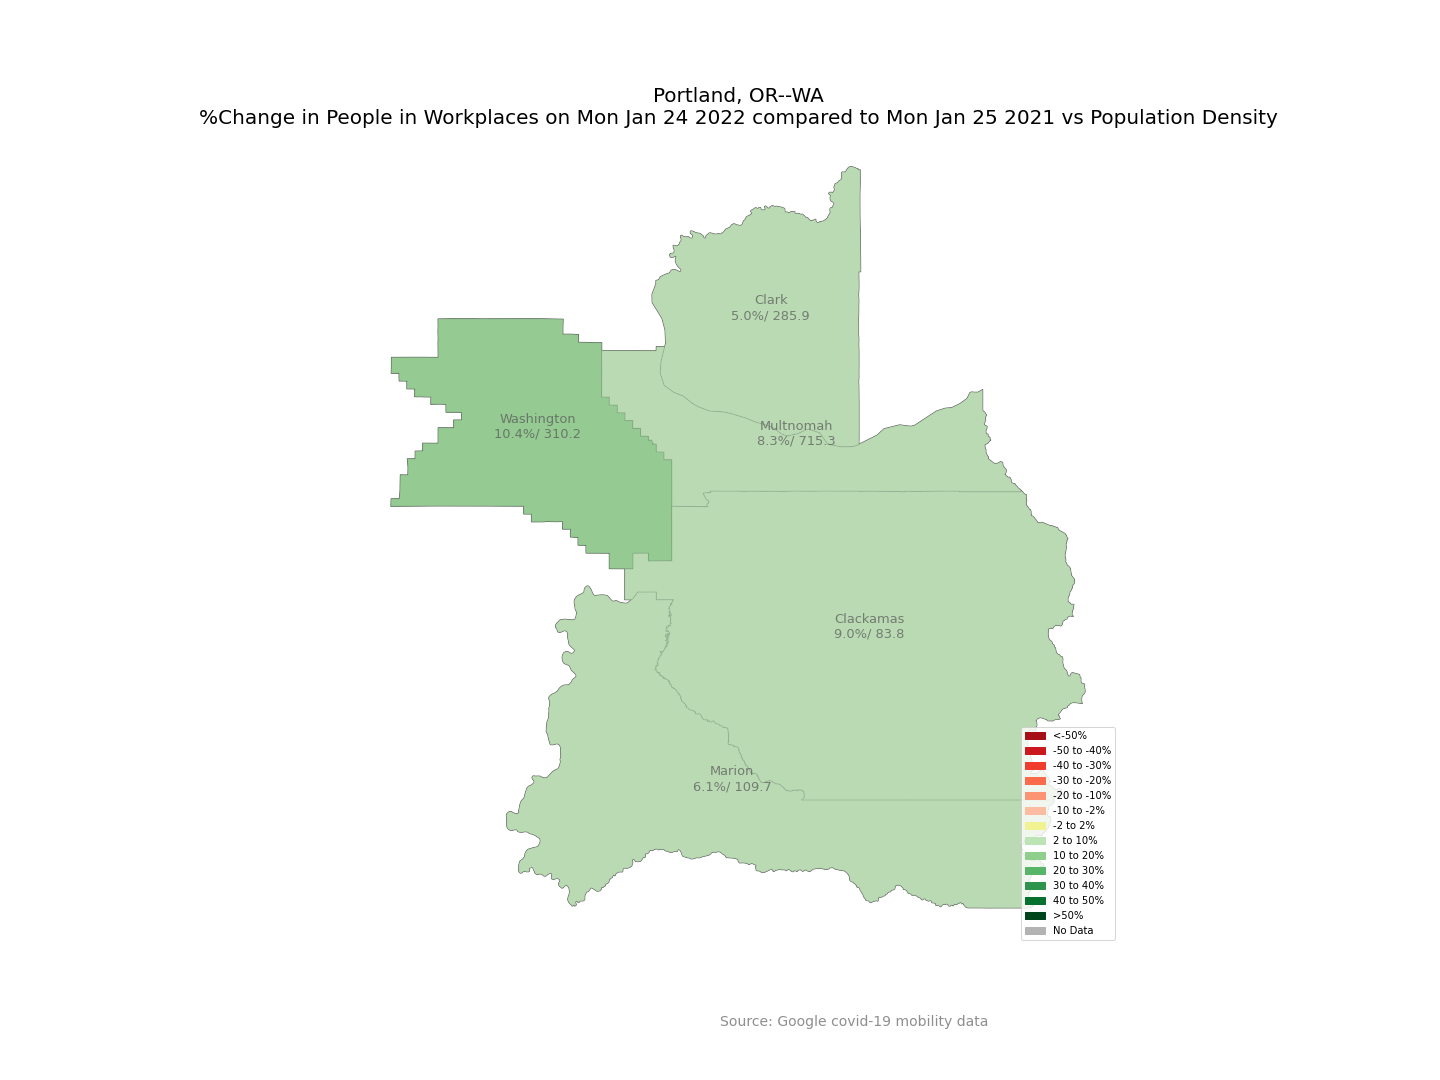 Portland, OR--WA
%Change in People in Workplaces on Mon Jan 24 2022 compared to Mon Jan 25 2021 vs Population Density
Clark
5.0%/ 285.9
Washington
10.4%/ 310.2
Multnomah
8.3%/ 715.3
Clackamas
9.0%/ 83.8
Marion
6.1%/ 109.7
<-50%
-50 to -40%
-40 to -30%
-30 to -20%
-20 to -10%
-10 to -2%
-2 to 2%
2 to 10%
10 to 20%
20 to 30%
30 to 40%
40 to 50%
>50%
No Data
Source: Google covid-19 mobility data